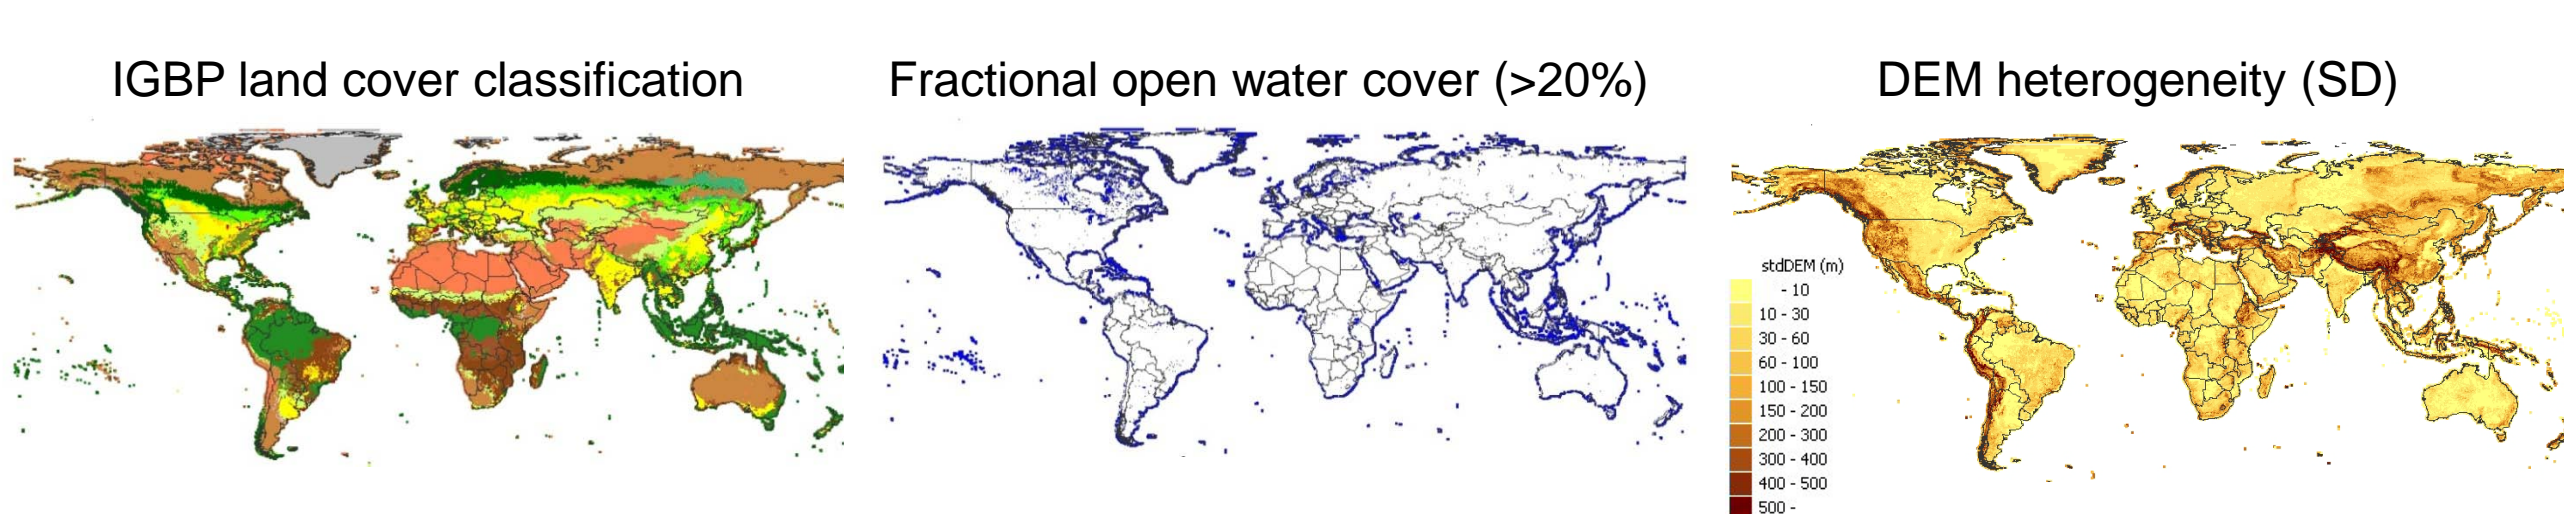 IGBP land cover classification
Fractional open water cover (>20%)
DEM heterogeneity (SD)
stdDEM (m)
- 10
10 - 30
30 - 60
60 - 100
100 - 150
150 - 200
200 - 300
300 - 400
400 - 500
500 -